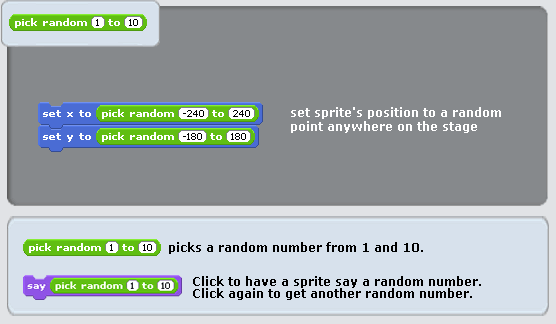 pick random 1 to 10
set x to pick random -240 to 240
set y to pick random -180 to 180
set sprite's position to a random
point anywhere on the stage
pick random 1 to 10 picks a random number from 1 and 10.
say pick random 1 to 10
Click to have a sprite say a random number.
Click again to get another random number.